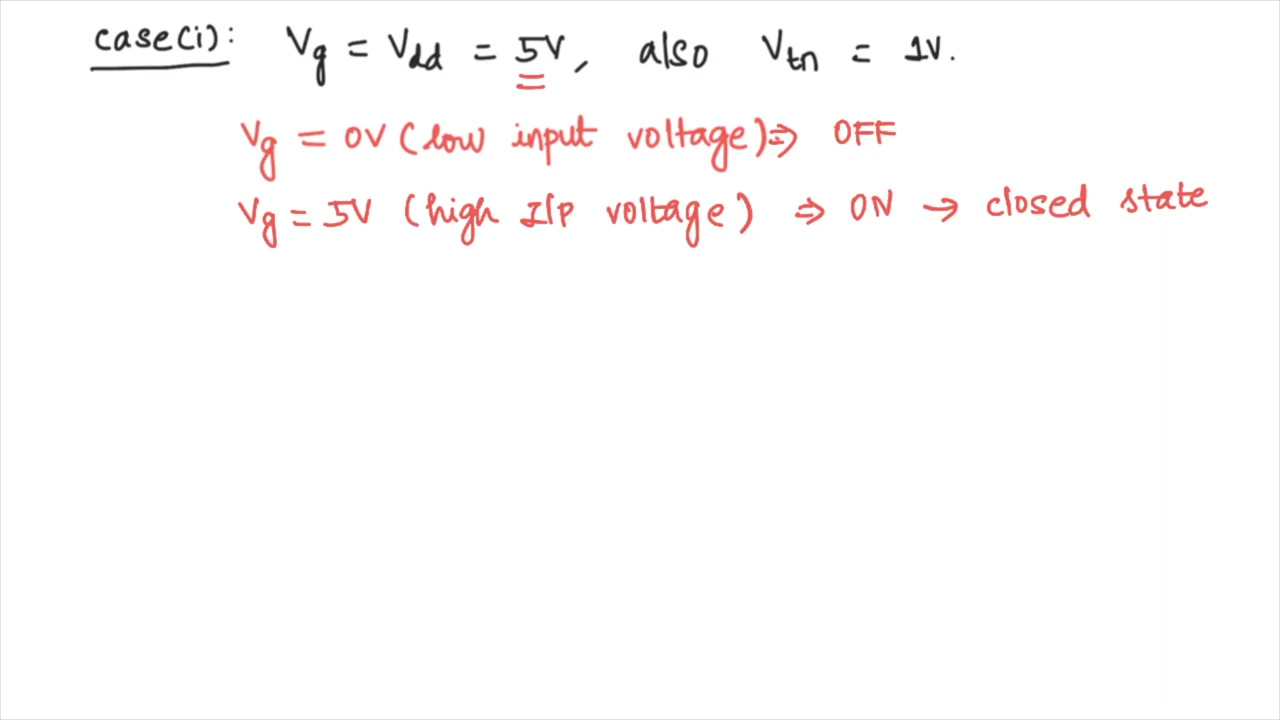 case(i): Vg = Vdd = 5V, also Vtn = 1V.
Vg = 0V (low input voltage) => OFF
Vg = 5V (high I/P voltage) => ON → closed state